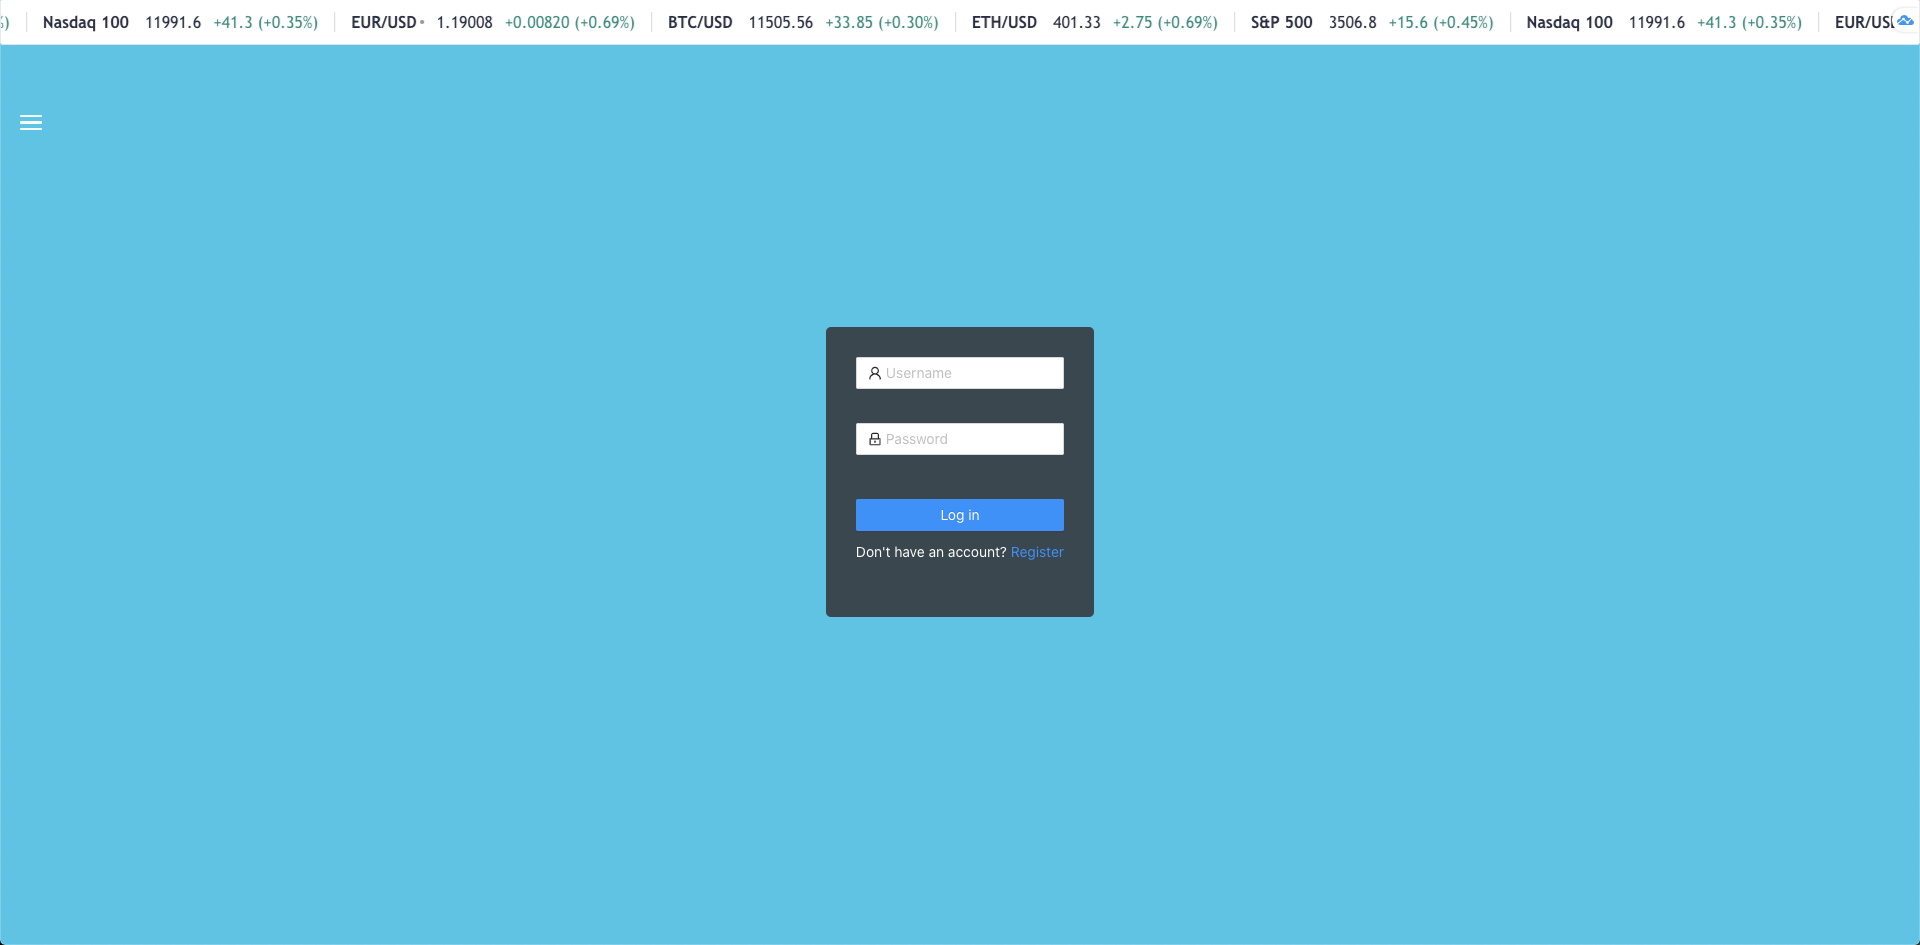 %) Nasdaq 100 11991.6 +41.3 (+0.35%) EUR/USD 1.19008 +0.00820 (+0.69%) BTC/USD 11505.56 +33.85 (+0.30%) ETH/USD 401.33 +2.75 (+0.69%) S&P 500 3506.8 +15.6 (+0.45%) Nasdaq 100 11991.6 +41.3 (+0.35%) EUR/US
Username
Password
Log in
Don't have an account? Register